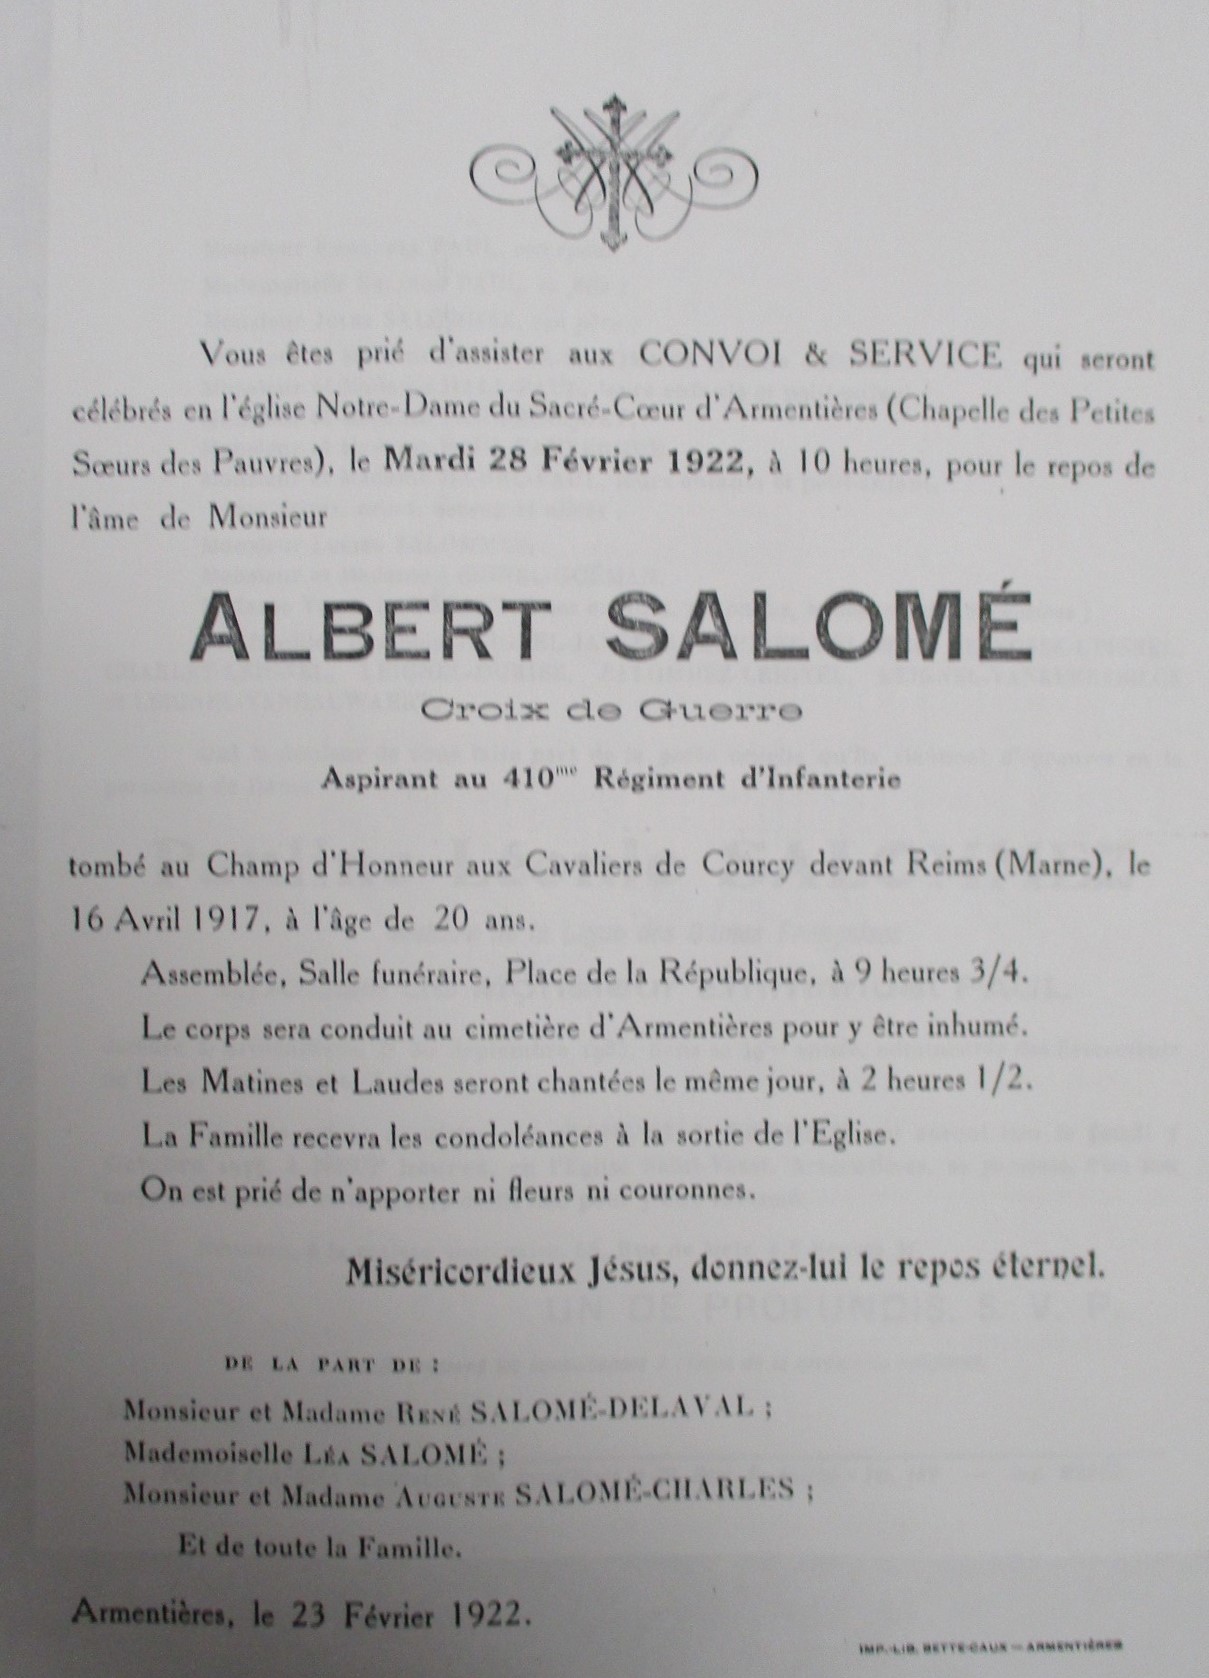 Vous êtes prié d'assister aux CONVOI & SERVICE qui seront
célébrés en l'église Notre-Dame du Sacré-Cœur d'Armentières (Chapelle des Petites
Sœurs des Pauvres), le Mardi 28 Février 1922, à 10 heures, pour le repos de
l'âme de Monsieur
ALBERT SALOMÉ
Croix de Guerre
Aspirant au 410me Régiment d'Infanterie
tombé au Champ d'Honneur aux Cavaliers de Courcy devant Reims (Marne), le
16 Avril 1917, à l'âge de 20 ans.
Assemblée, Salle funéraire, Place de la République, à 9 heures 3/4.
Le corps sera conduit au cimetière d'Armentières pour y être inhumé.
Les Matines et Laudes seront chantées le même jour, à 2 heures 1/2.
La Famille recevra les condoléances à la sortie de l'Eglise.
On est prié de n'apporter ni fleurs ni couronnes.
Miséricordieux Jésus, donnez-lui le repos éternel.
DE LA PART DE :
Monsieur et Madame RENÉ SALOMÉ-DELAVAL ;
Mademoiselle LÉA SALOMÉ ;
Monsieur et Madame AUGUSTE SALOMÉ-CHARLES ;
Et de toute la Famille.
Armentières, le 23 Février 1922.
IMP.-LIB. BETTE-CAUX — ARMENTIÈRES
UN DE PROFUNDIS, S. V. P.